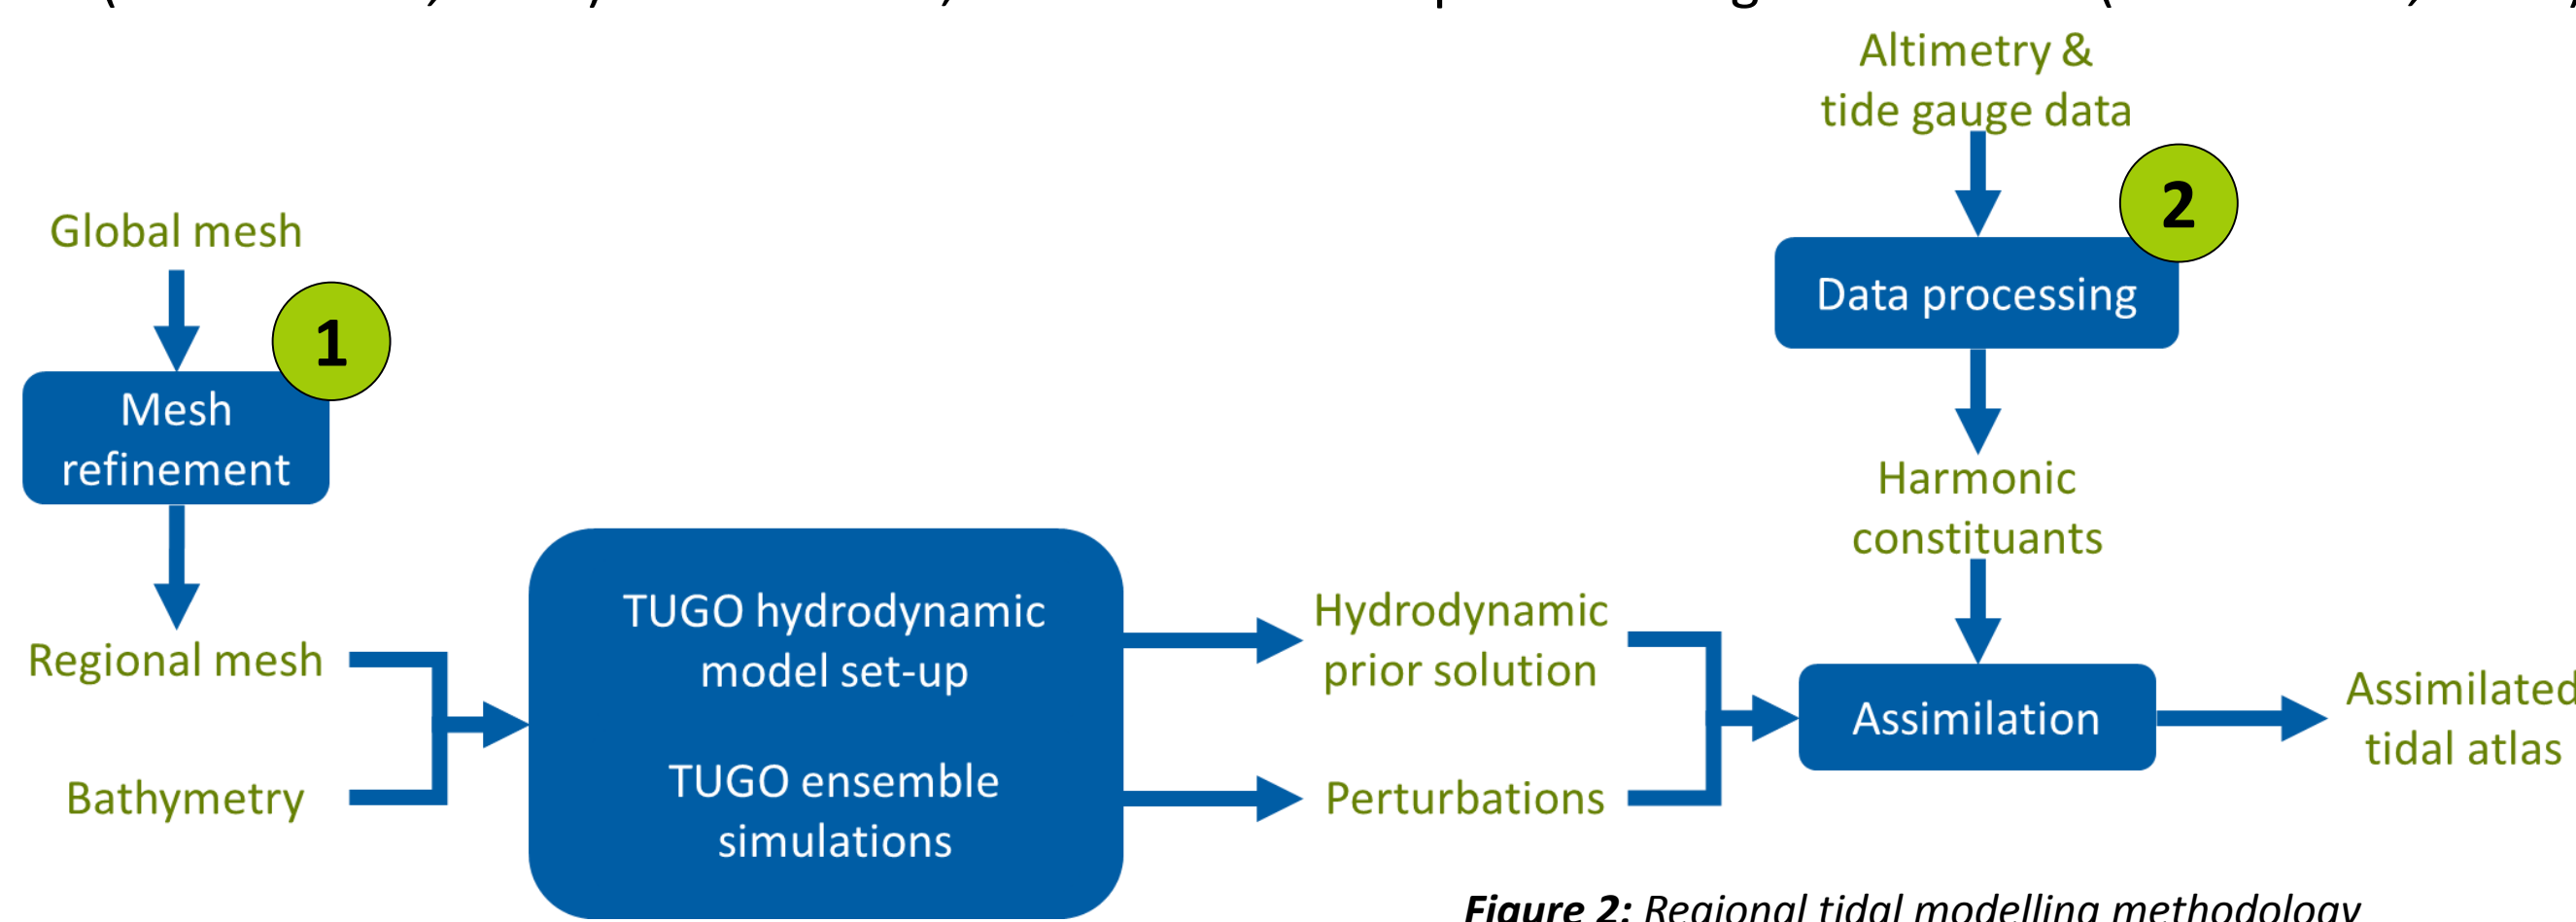 Altimetry &
tide gauge data
2
Data processing
Global mesh
1
Mesh
refinement
Harmonic
constituants
Regional mesh
Bathymetry
TUGO hydrodynamic
model set-up
TUGO ensemble
simulations
Hydrodynamic
prior solution
Perturbations
Assimilation
Assimilated
tidal atlas
Figure 2: Regional tidal modelling methodology